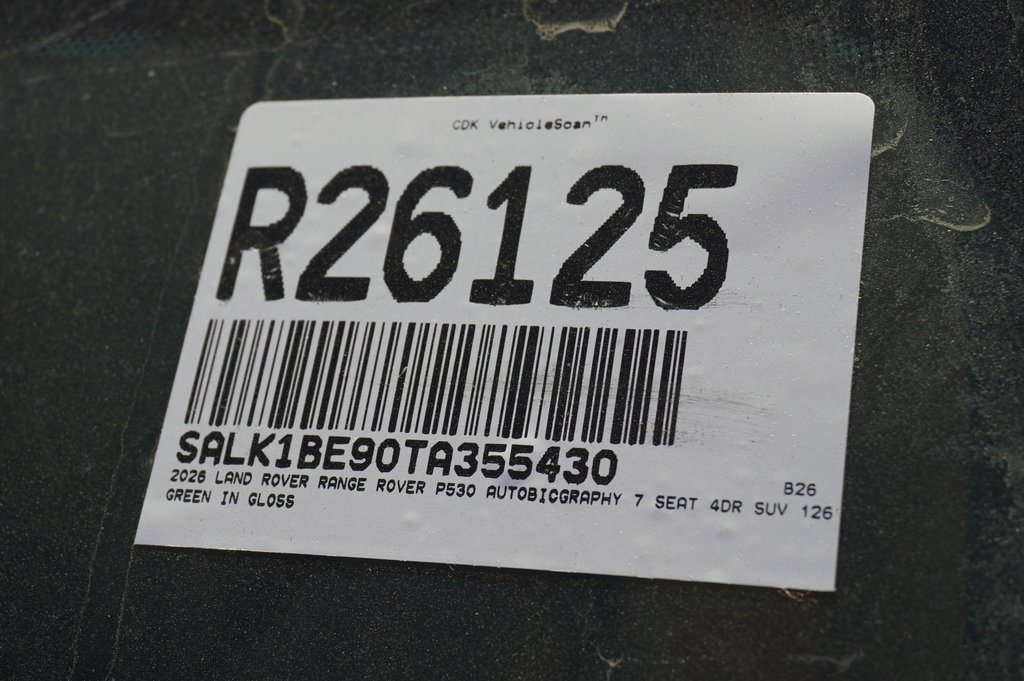 CDK VehicleScan™
R26125
SALK1BE90TA355430
B26
2026 LAND ROVER RANGE ROVER P530 AUTOBIOGRAPHY 7 SEAT 4DR SUV 126
GREEN IN GLOSS